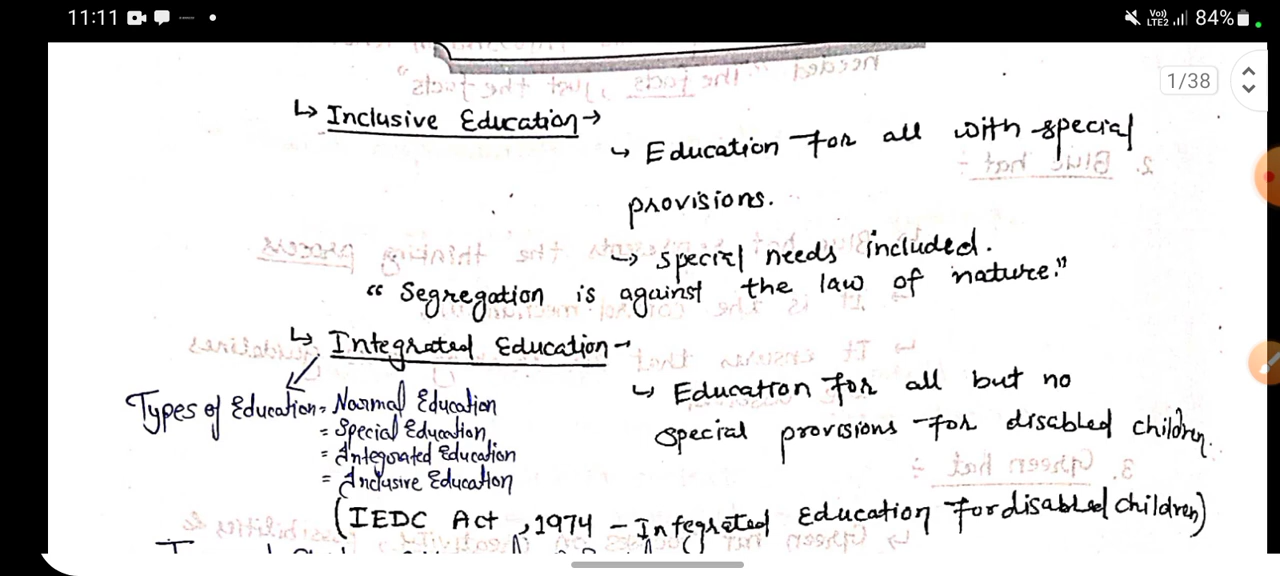 11:11
Vo))
LTE2
84%
1/38
↳ Inclusive Education →
↳ Education for all with special
provisions.
↳ special needs included.
“ Segregation is against the law of nature.”
↳ Integrated Education -
↳ Education for all but no
special provisions for disabled children.
Types of Education = Normal Education
= Special Education
= Integrated Education
= Inclusive Education
(IEDC Act, 1974 - Integrated Education for disabled children)